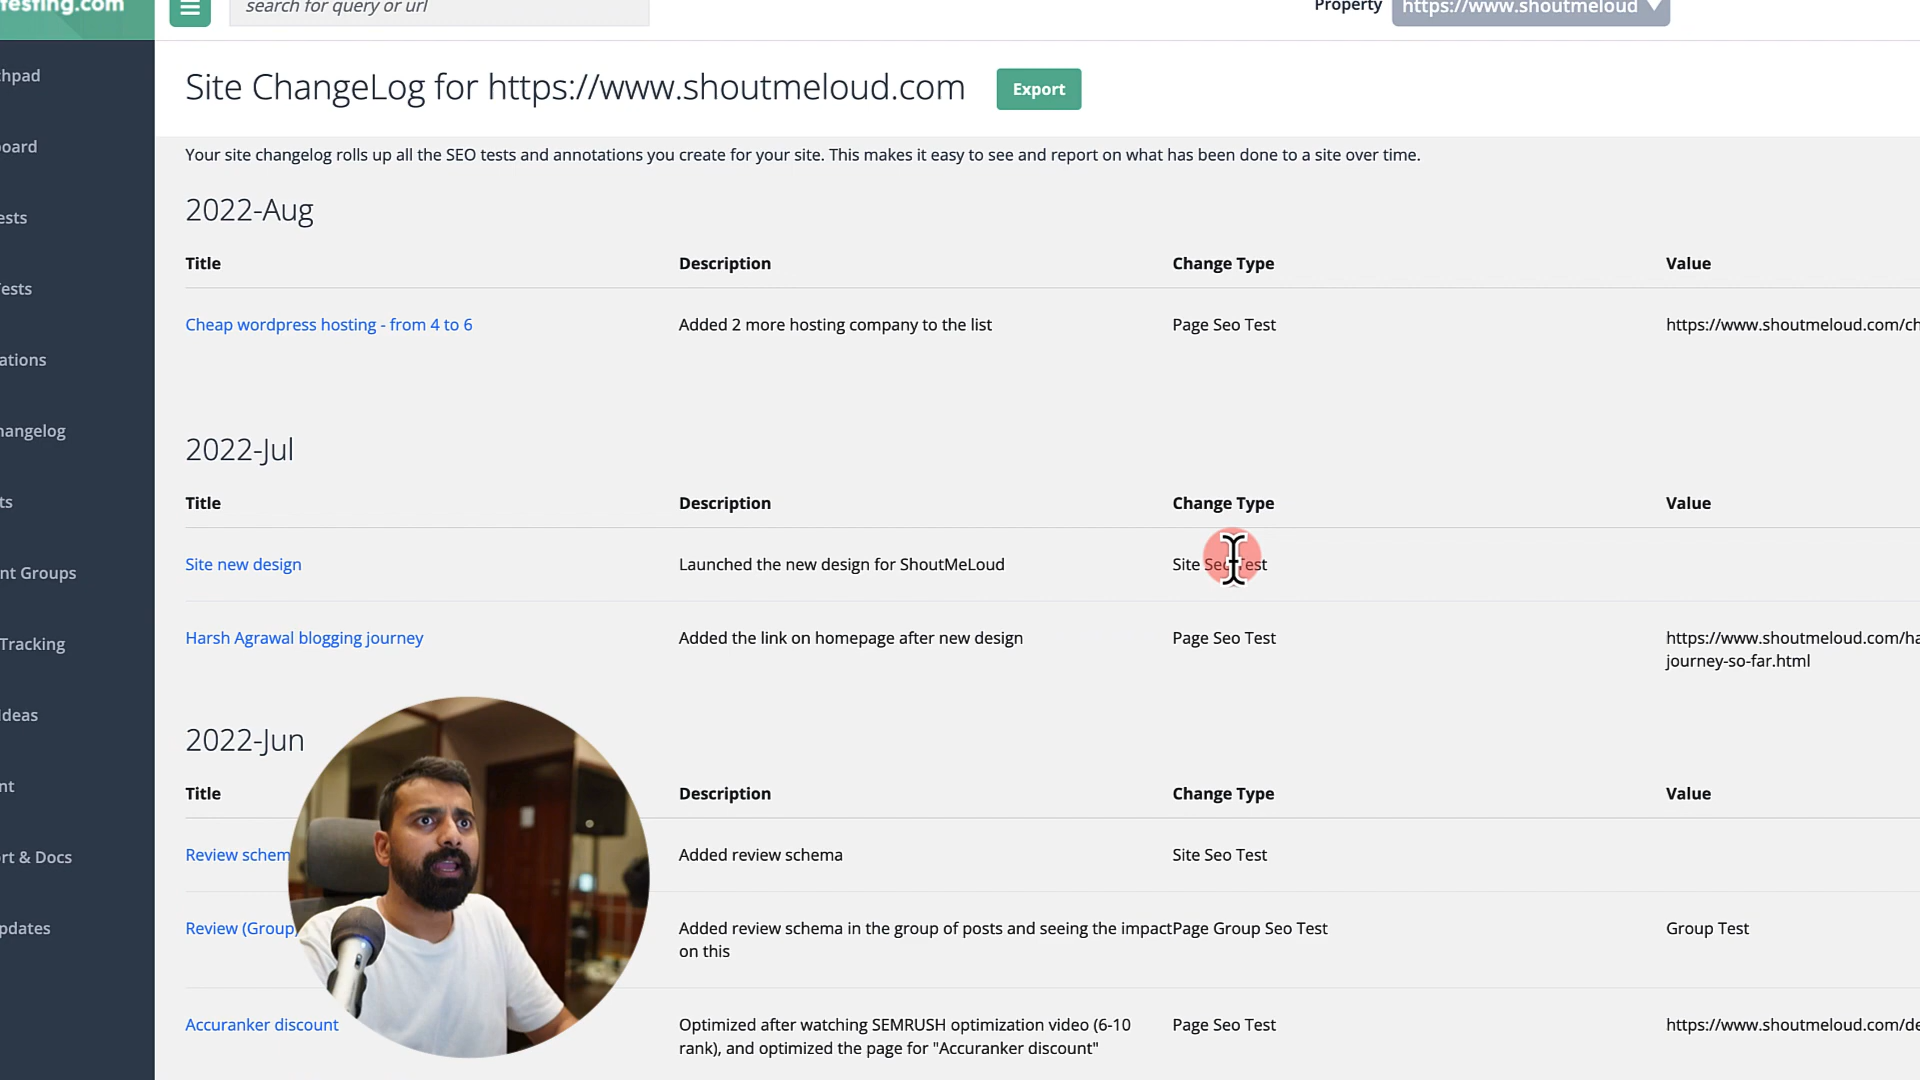 testing.com
search for query or url
Property
https://www.shoutmeloud
Site ChangeLog for https://www.shoutmeloud.com
Export
Your site changelog rolls up all the SEO tests and annotations you create for your site. This makes it easy to see and report on what has been done to a site over time.
hpad
oard
ests
ests
ations
hangelog
ts
nt Groups
Tracking
deas
nt
rt & Docs
pdates
2022-Aug
Title Description Change Type Value
Cheap wordpress hosting - from 4 to 6 Added 2 more hosting company to the list Page Seo Test https://www.shoutmeloud.com/ch
2022-Jul
Title Description Change Type Value
Site new design Launched the new design for ShoutMeLoud Site Seo Test
Harsh Agrawal blogging journey Added the link on homepage after new design Page Seo Test https://www.shoutmeloud.com/ha
journey-so-far.html
2022-Jun
Title Description Change Type Value
Review schem Added review schema Site Seo Test
Review (Group) Added review schema in the group of posts and seeing the impact Page Group Seo Test Group Test
on this
Accuranker discount Optimized after watching SEMRUSH optimization video (6-10 Page Seo Test https://www.shoutmeloud.com/de
rank), and optimized the page for "Accuranker discount"